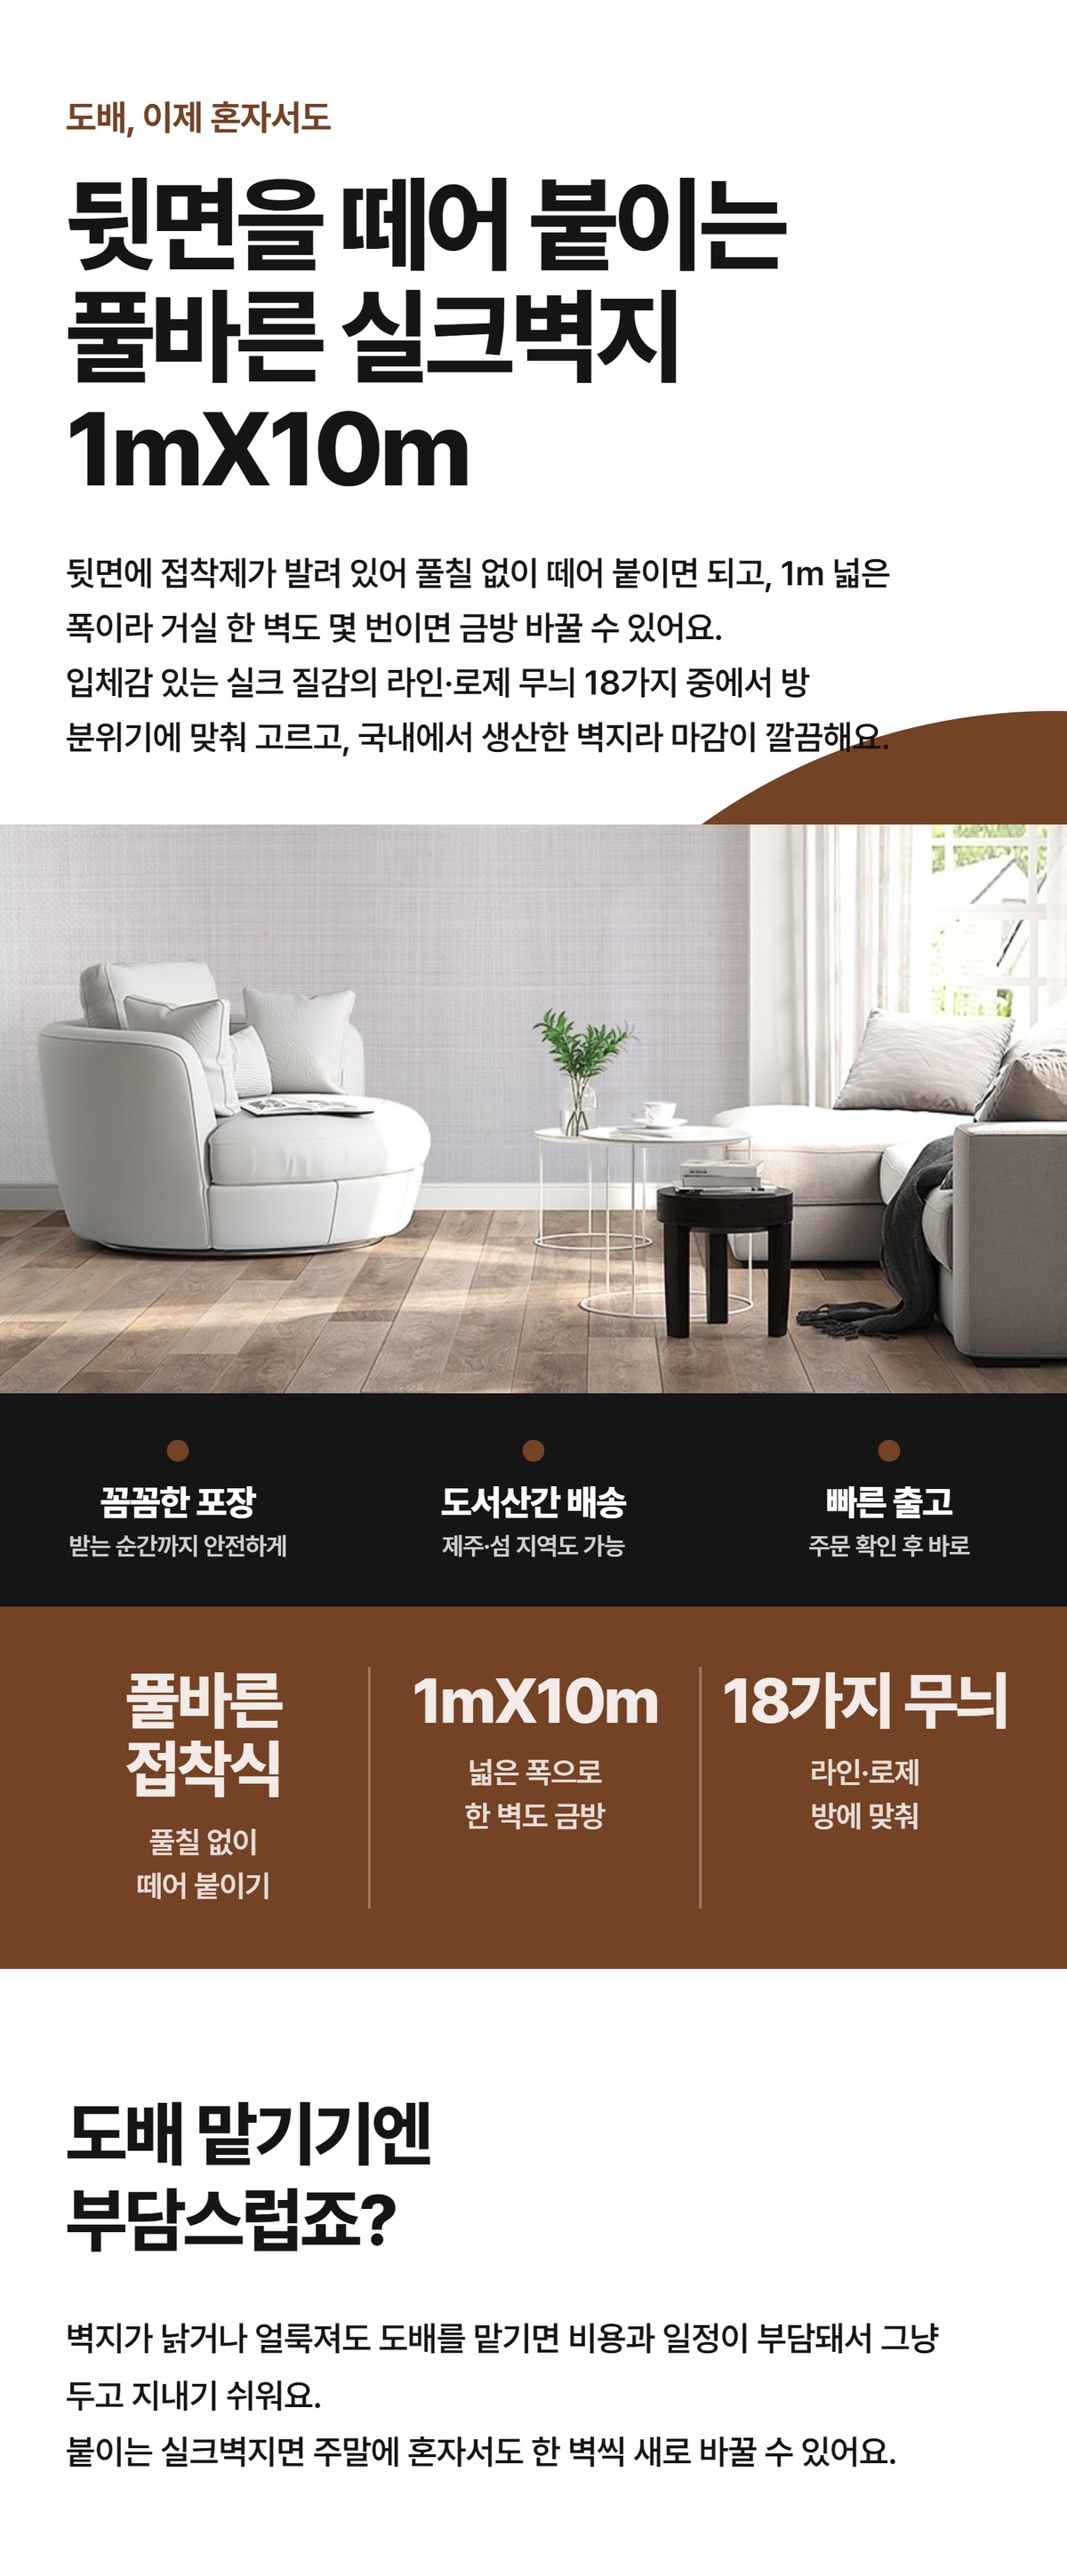 도배, 이제 혼자서도
뒷면을 떼어 붙이는
풀바른 실크벽지
1mX10m
뒷면에 접착제가 발려 있어 풀칠 없이 떼어 붙이면 되고, 1m 넓은
폭이라 거실 한 벽도 몇 번이면 금방 바꿀 수 있어요.
입체감 있는 실크 질감의 라인·로제 무늬 18가지 중에서 방
분위기에 맞춰 고르고, 국내에서 생산한 벽지라 마감이 깔끔해요.
꼼꼼한 포장
받는 순간까지 안전하게
도서산간 배송
제주·섬 지역도 가능
빠른 출고
주문 확인 후 바로
풀바른
접착식
풀칠 없이
떼어 붙이기
1mX10m
넓은 폭으로
한 벽도 금방
18가지 무늬
라인·로제
방에 맞춰
도배 맡기기엔
부담스럽죠?
벽지가 낡거나 얼룩져도 도배를 맡기면 비용과 일정이 부담돼서 그냥
두고 지내기 쉬워요.
붙이는 실크벽지면 주말에 혼자서도 한 벽씩 새로 바꿀 수 있어요.